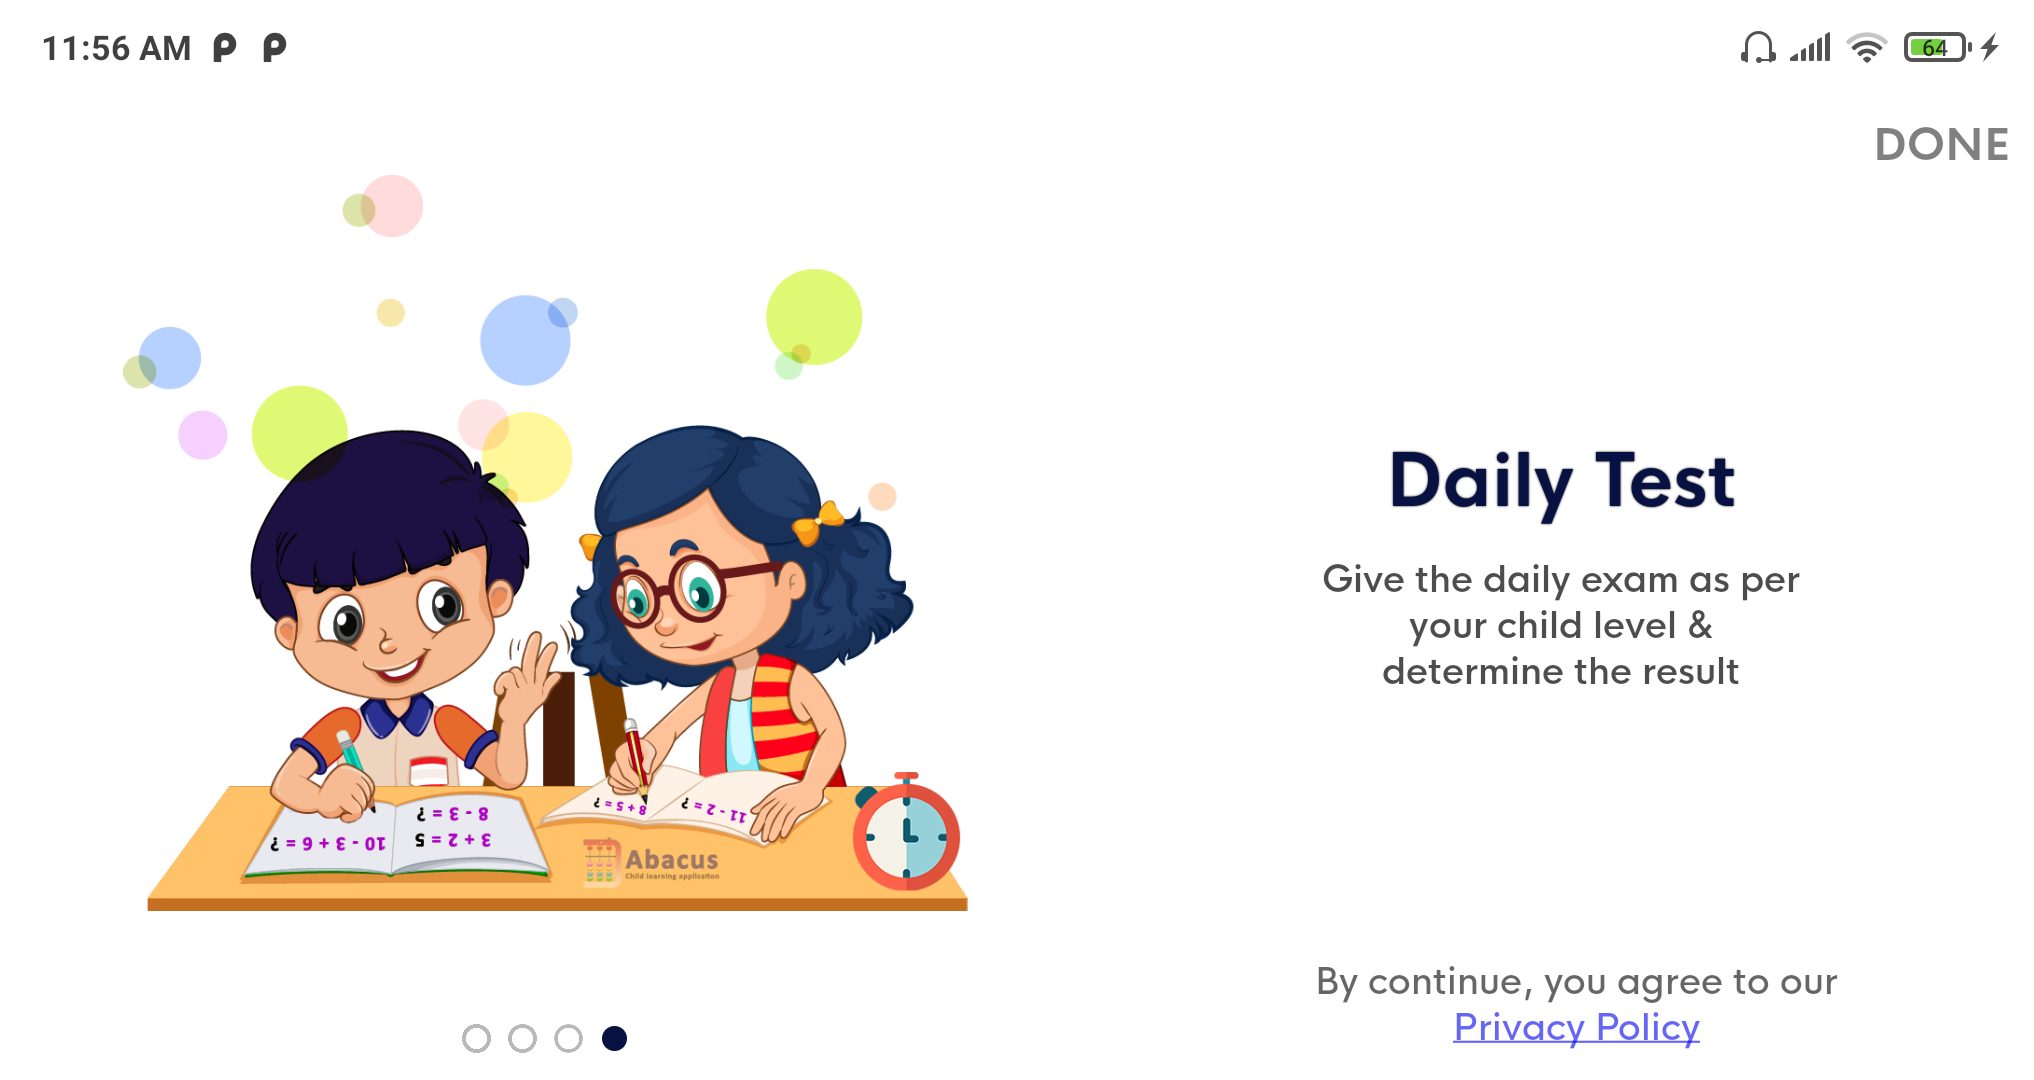 11:56 AM
64
DONE
Daily Test
Give the daily exam as per
your child level &
determine the result
8 - 3 = ?
3 + 2 = 5
10 - 3 + 6 = ?
8 + 5 = ?
11 - 2 = ?
Abacus
Child learning application
By continue, you agree to our
Privacy Policy